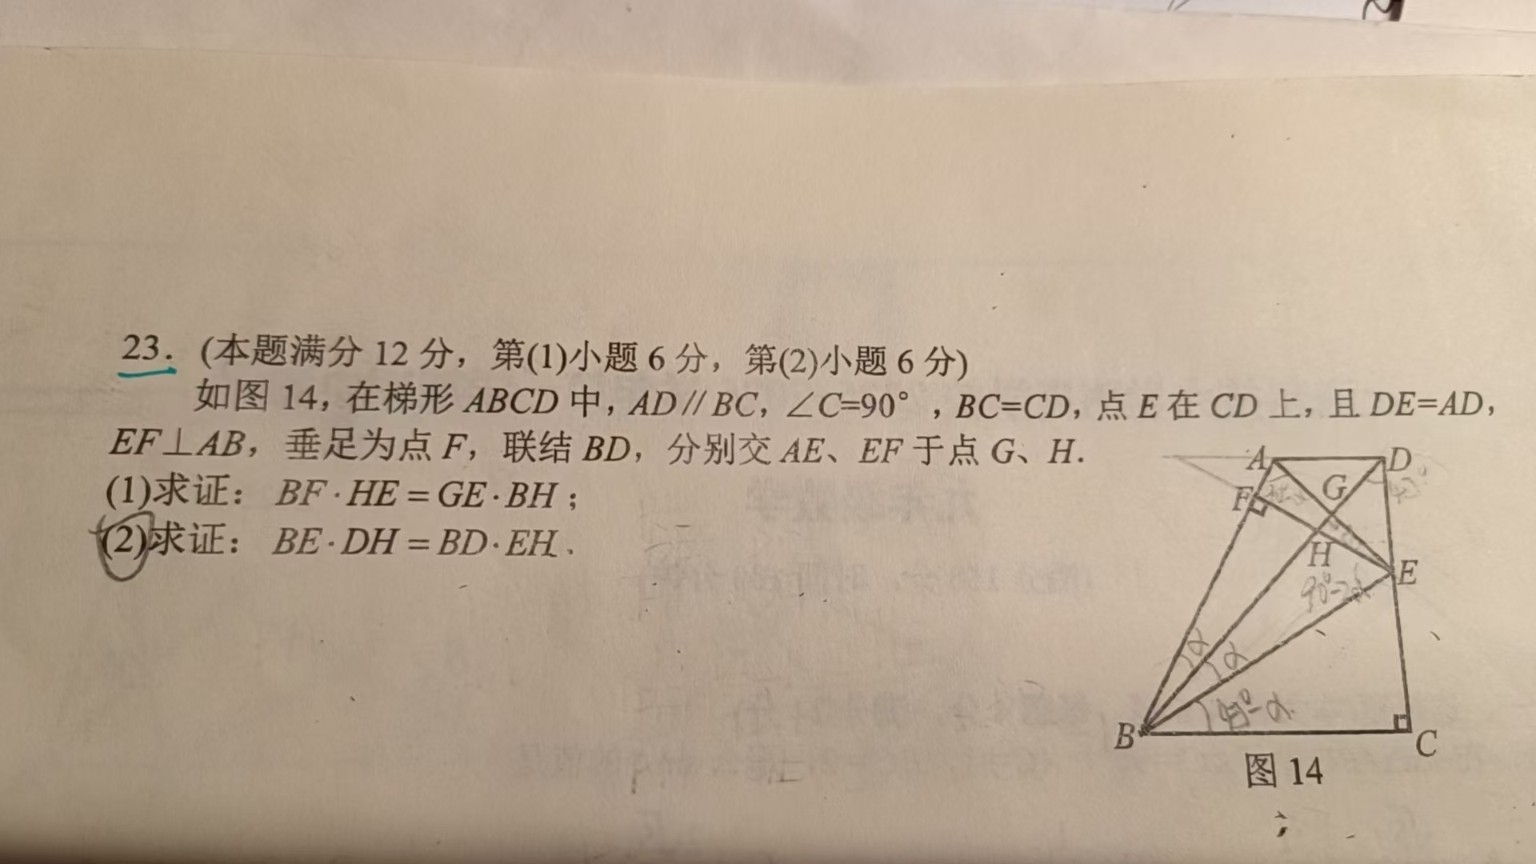 23. (本题满分 12 分，第(1)小题 6 分，第(2)小题 6 分)
如图 14，在梯形 ABCD 中，AD∥BC，∠C=90°，BC=CD，点 E 在 CD 上，且 DE=AD，
EF⊥AB，垂足为点 F，联结 BD，分别交 AE、EF 于点 G、H.
(1)求证：BF·HE=GE·BH；
(2)求证：BE·DH=BD·EH.
A
D
F
G
H
E
90°-2α
α
α
45°-α
B
C
图 14